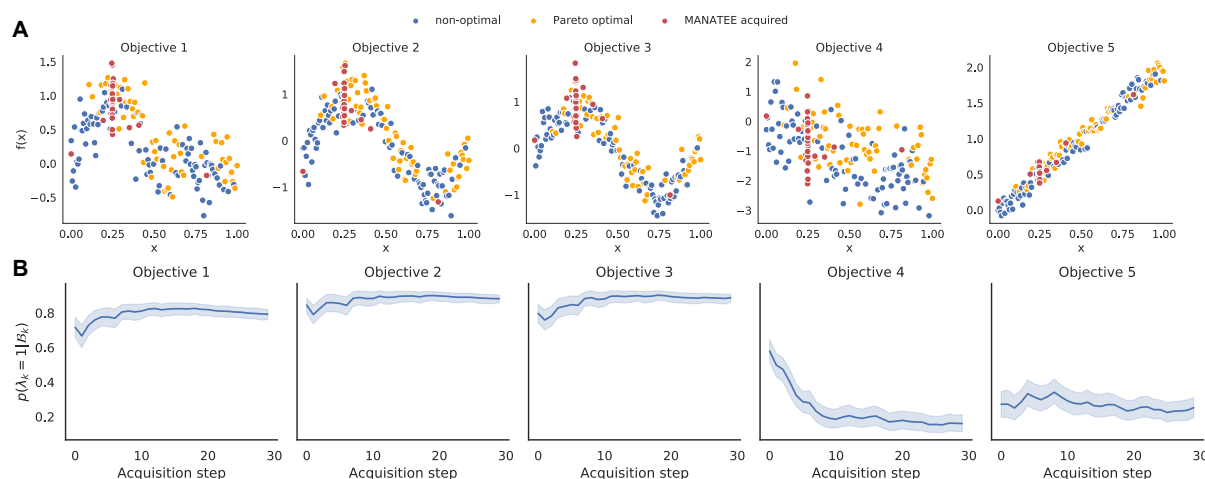 non-optimal Pareto optimal MANATEE acquired
A
Objective 1 Objective 2 Objective 3 Objective 4 Objective 5
f(x)
1.5
1.0
0.5
0.0
−0.5
0.00 0.25 0.50 0.75 1.00
x
1
0
−1
0.00 0.25 0.50 0.75 1.00
x
1
0
−1
0.00 0.25 0.50 0.75 1.00
x
2
1
0
−1
−2
−3
0.00 0.25 0.50 0.75 1.00
x
2.0
1.5
1.0
0.5
0.0
0.00 0.25 0.50 0.75 1.00
x
B
Objective 1 Objective 2 Objective 3 Objective 4 Objective 5
p(λₖ = 1|ℬₖ)
0.8
0.6
0.4
0.2
0 10 20 30 0 10 20 30 0 10 20 30 0 10 20 30 0 10 20 30
Acquisition step Acquisition step Acquisition step Acquisition step Acquisition step